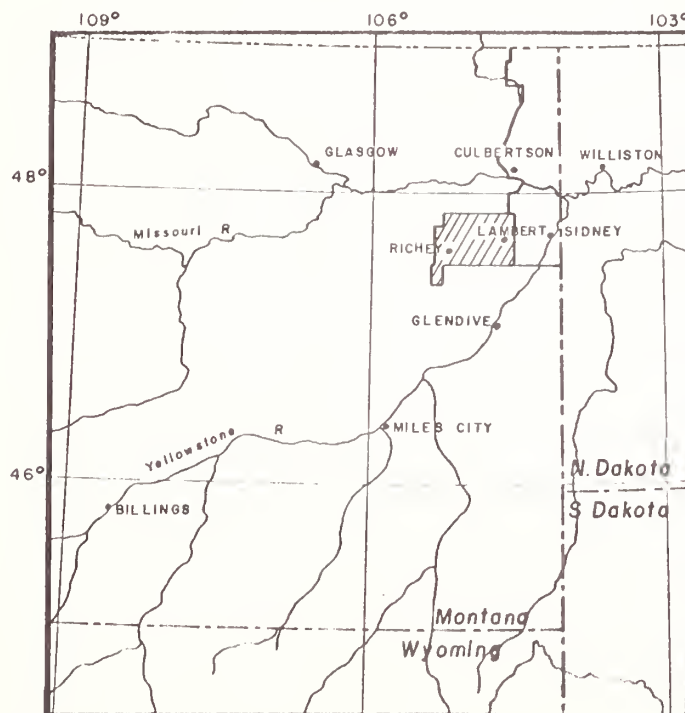 109° 106° 103°
GLASGOW CULBERTSON WILLISTON
48°
Missouri R
LAMBERT SIDNEY
RICHEY
GLENDIVE
Yellowstone R
MILES CITY
46°
N. Dakota
S Dakota
BILLINGS
Montana
Wyoming